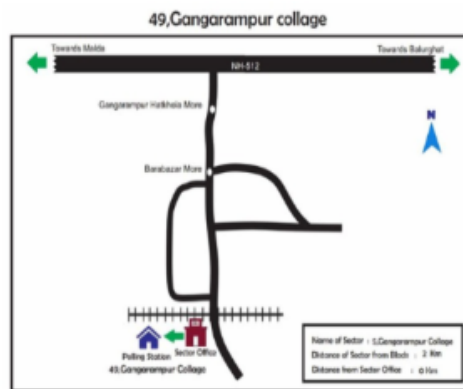 49,Gangarampur collage
Towards Malda
Towards Balurghat
NH-512
Gangarampur Hatkhola More
N
Barabazar More
Polling Station
Sector Office
49,Gangarampur Collage
Name of Sector : 5,Gangarampur Collage
Distance of Sector from Block : 2 Km
Distance from Sector Office : 0 Km